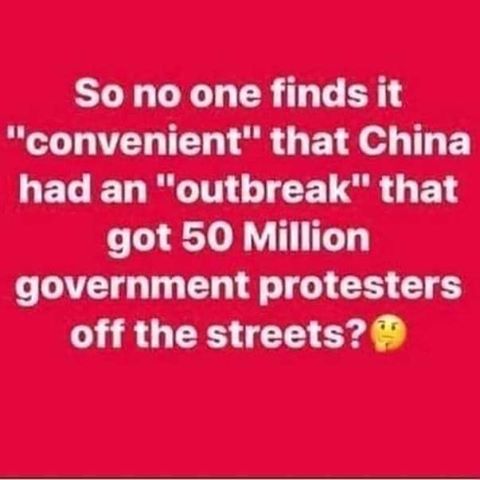 So no one finds it
"convenient" that China
had an "outbreak" that
got 50 Million
government protesters
off the streets?🤔